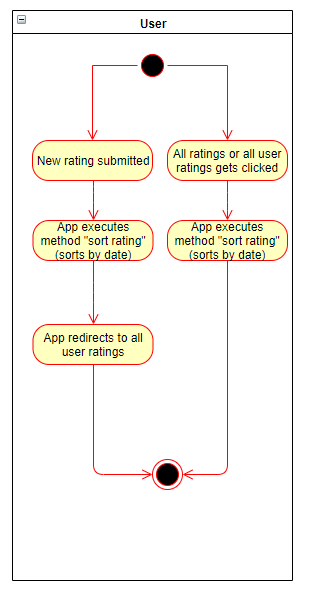 User
New rating submitted
All ratings or all user
ratings gets clicked
App executes
method "sort rating"
(sorts by date)
App executes
method "sort rating"
(sorts by date)
App redirects to all
user ratings